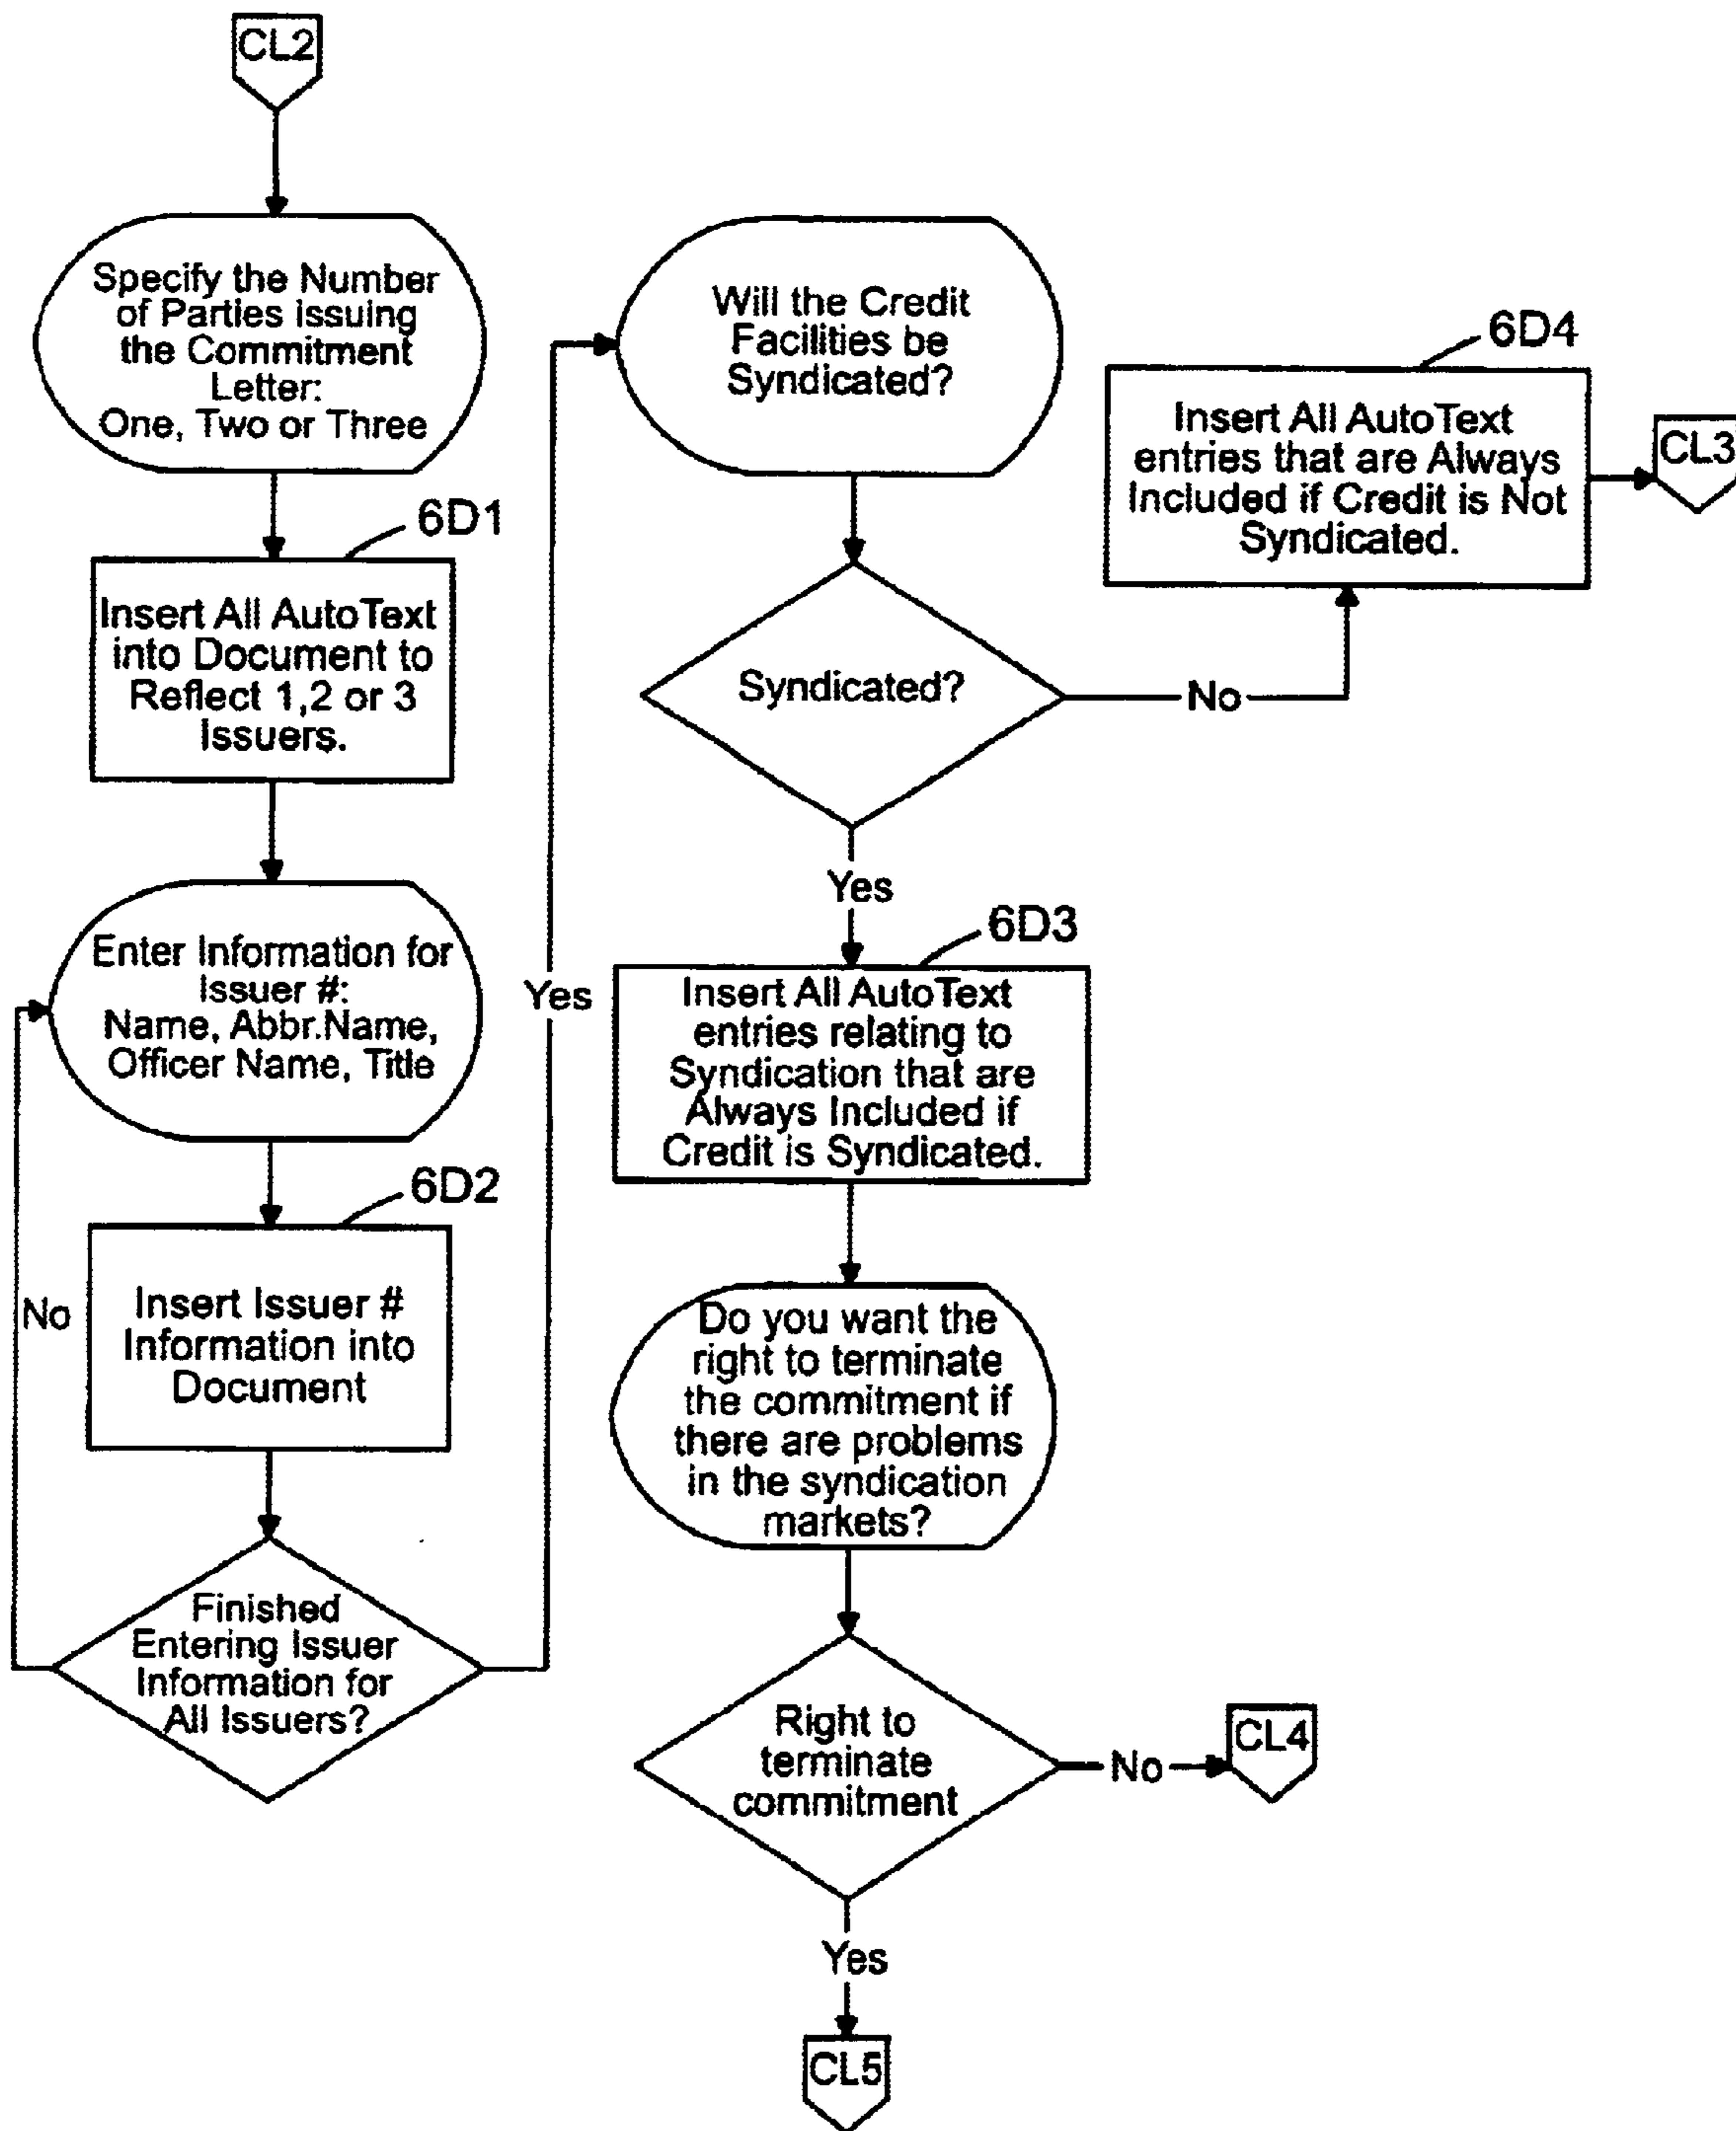 CL2
Specify the Number
of Parties issuing
the Commitment
Letter:
One, Two or Three
6D1
Insert All AutoText
into Document to
Reflect 1,2 or 3
Issuers.
Enter Information for
Issuer #:
Name, Abbr.Name,
Officer Name, Title
6D2
Insert Issuer #
Information into
Document
No
Finished
Entering Issuer
Information for
All Issuers?
Yes
Will the Credit
Facilities be
Syndicated?
Syndicated?
No
6D4
Insert All AutoText
entries that are Always
Included if Credit is Not
Syndicated.
CL3
Yes
6D3
Insert All AutoText
entries relating to
Syndication that are
Always Included if
Credit is Syndicated.
Do you want the
right to terminate
the commitment if
there are problems
in the syndication
markets?
Right to
terminate
commitment
No
CL4
Yes
CL5